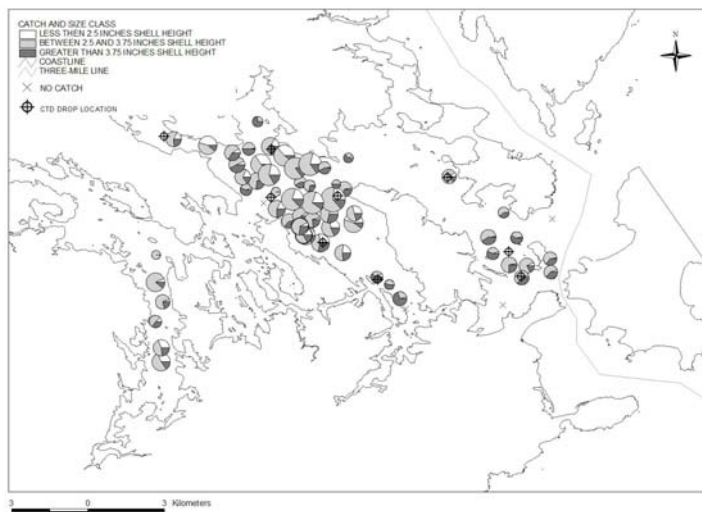 CATCH AND SIZE CLASS
LESS THEN 2.5 INCHES SHELL HEIGHT
BETWEEN 2.5 AND 3.75 INCHES SHELL HEIGHT
GREATER THAN 3.75 INCHES SHELL HEIGHT
COASTLINE
THREE-MILE LINE
NO CATCH
CTD DROP LOCATION
N
3 0 3 Kilometers